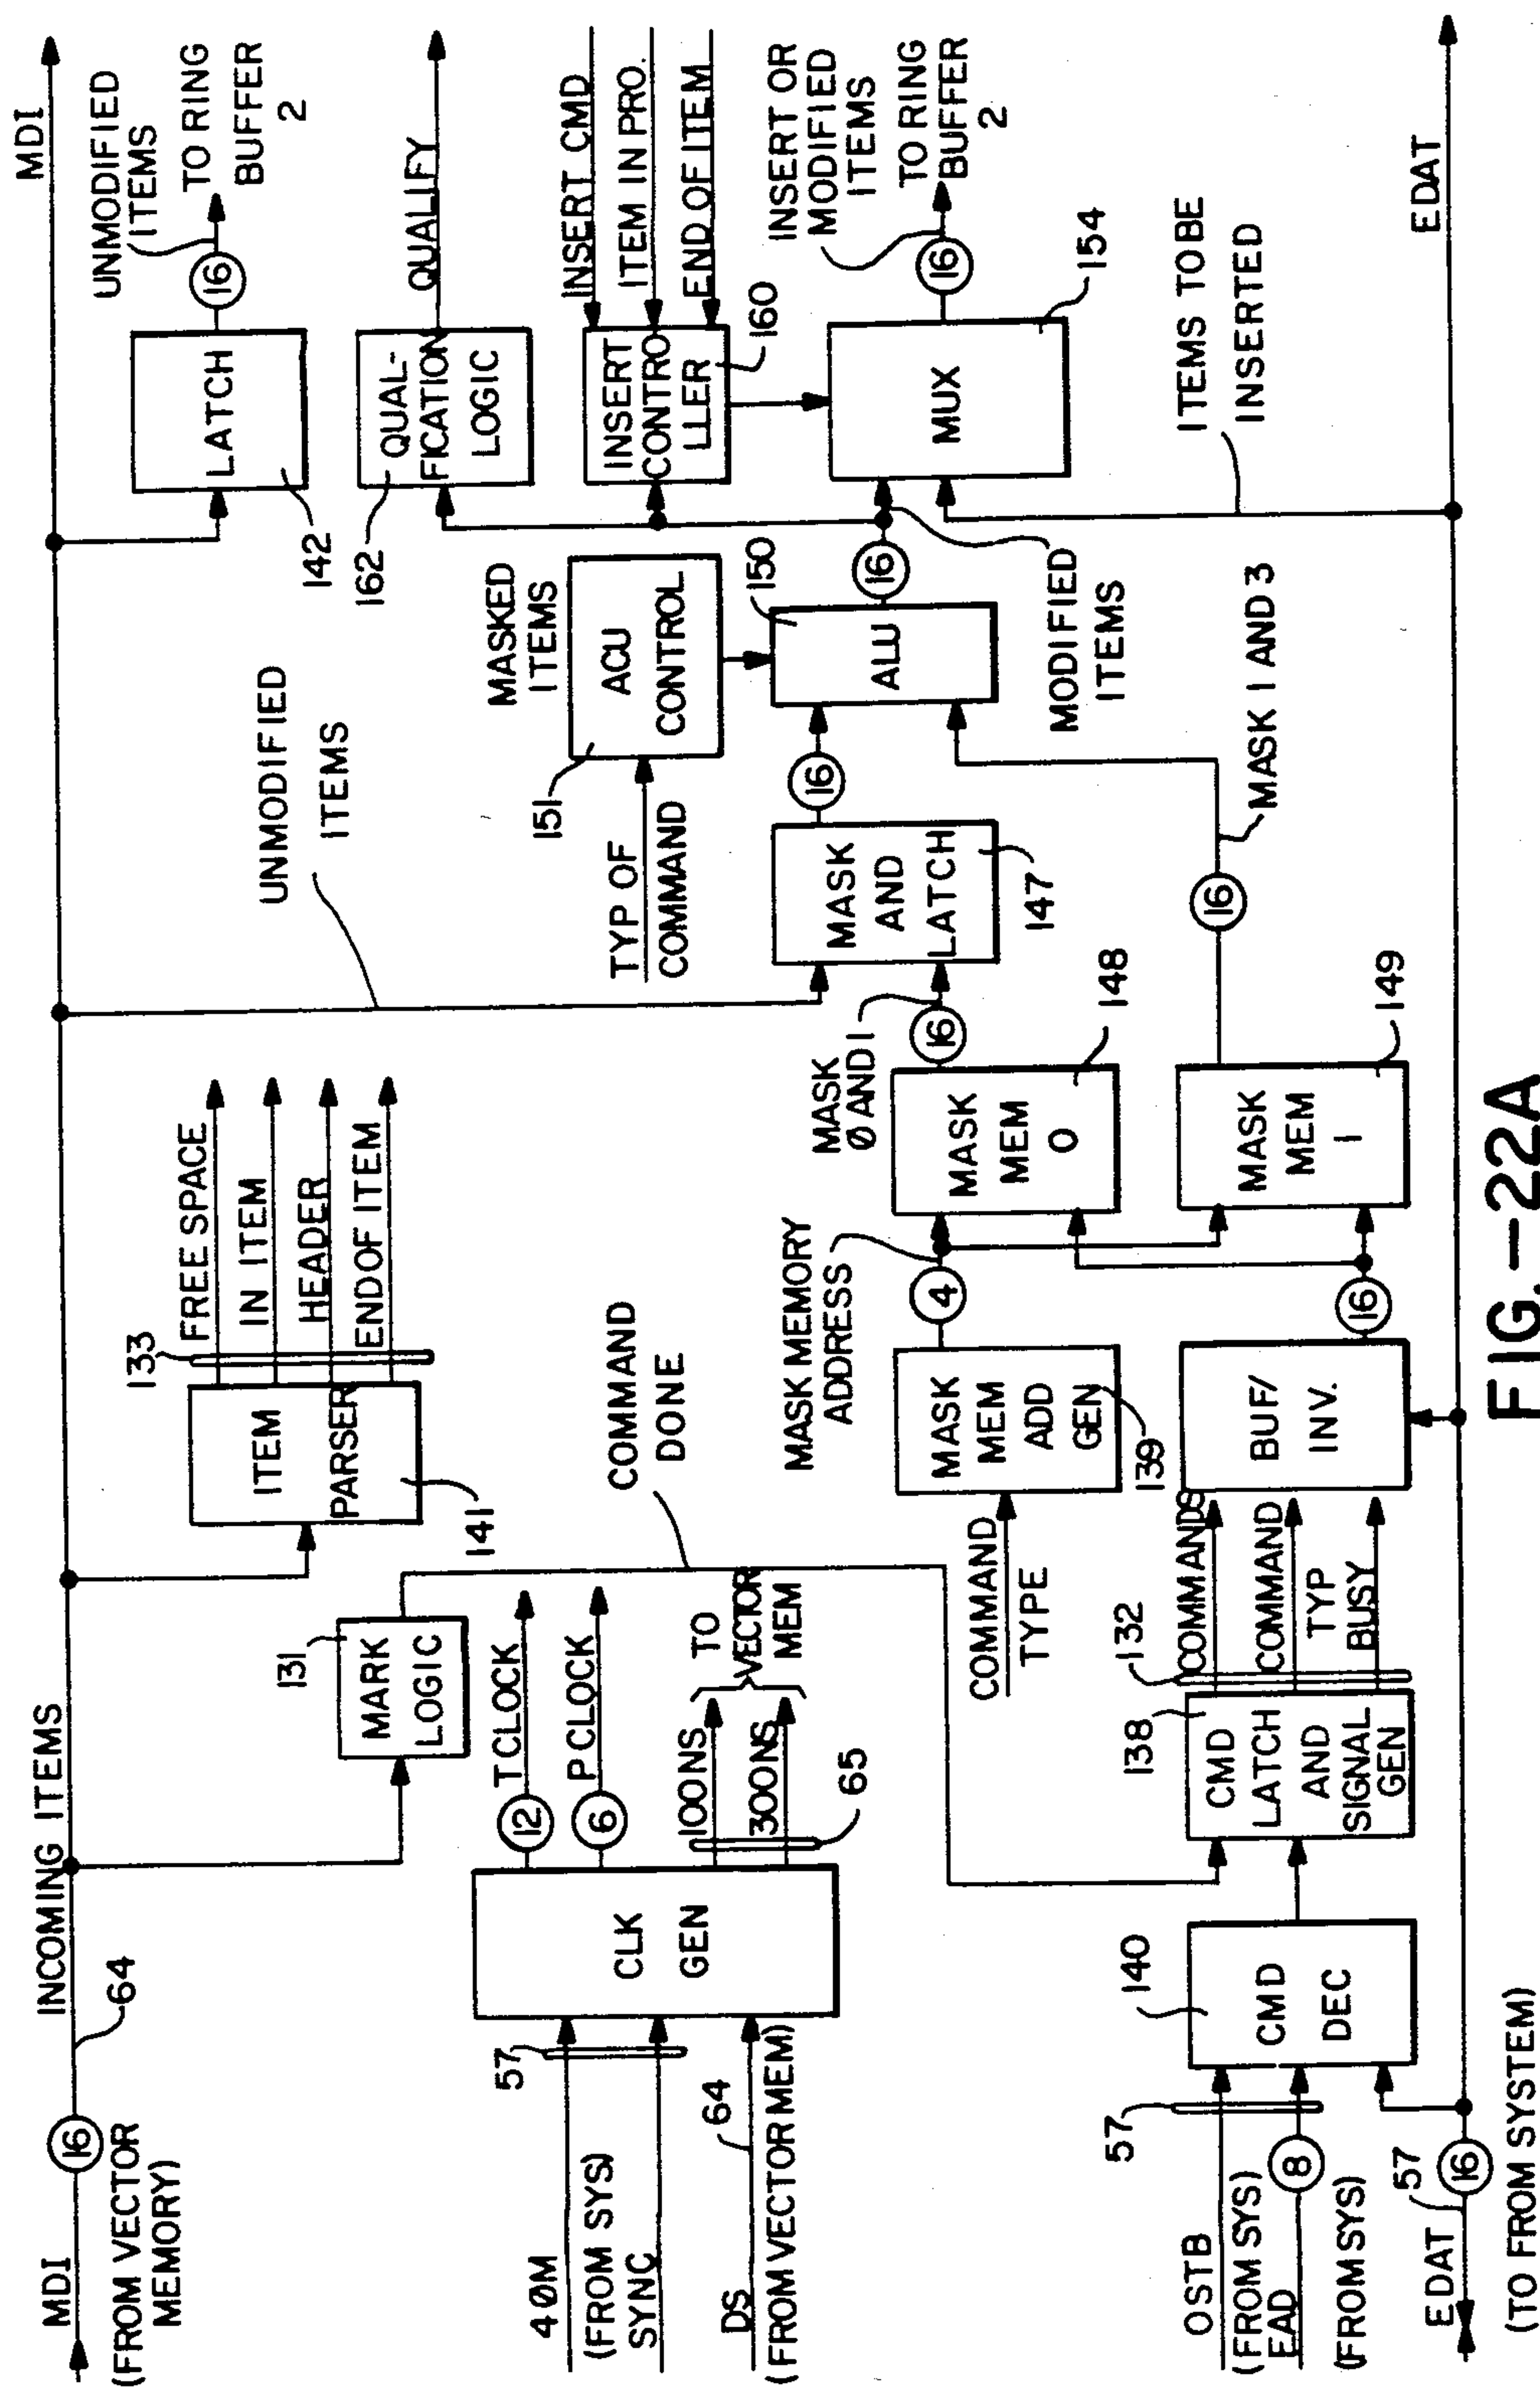 MDI
(FROM VECTOR
MEMORY)
16
64
INCOMING ITEMS
MDI
131
MARK
LOGIC
141
ITEM
PARSER
133
FREE SPACE
IN ITEM
HEADER
END OF ITEM
UNMODIFIED
ITEMS
142
LATCH
16
UNMODIFIED
ITEMS
TO RING
BUFFER
2
162
QUAL-
FICATION
LOGIC
QUALIFY
40M
(FROM SYS)
SYNC
57
DS
64
(FROM VECTOR MEM)
CLK
GEN
12
T CLOCK
6
P CLOCK
100NS
300NS
65
TO
VECTOR
MEM
COMMAND
DONE
TYP OF
COMMAND
151
ACU
CONTROL
MASKED
ITEMS
INSERT
CONTRO
LLER
160
INSERT CMD
ITEM IN PRO.
END OF ITEM
COMMAND
TYPE
MASK
MEM
ADD
GEN
139
4
MASK MEMORY
ADDRESS
MASK
MEM
0
148
MASK
0 AND 1
16
MASK
AND
LATCH
147
16
ALU
150
16
MODIFIED
ITEMS
MUX
154
16
INSERT OR
MODIFIED
ITEMS
TO RING
BUFFER
2
OSTB
(FROM SYS)
EAD
(FROM SYS)
8
57
140
CMD
DEC
138
CMD
LATCH
AND
SIGNAL
GEN
132
COMMANDS
COMMAND
TYP
BUSY
BUF/
INV.
16
MASK
MEM
1
149
16
MASK 1 AND 3
ITEMS TO BE
INSERTED
EDAT
57
16
(TO FROM SYSTEM)
EDAT
FIG.-22A